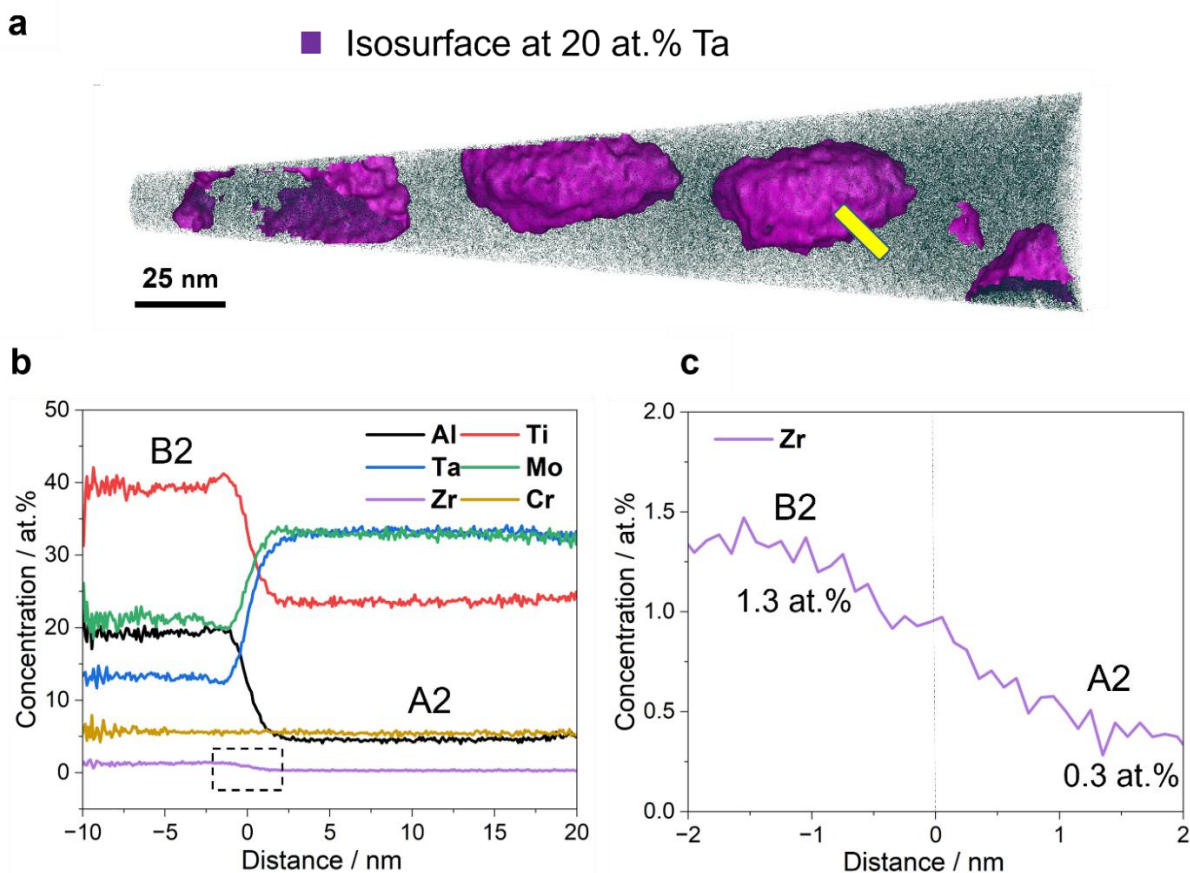 a
Isosurface at 20 at.% Ta
25 nm
b
Concentration / at.%
50
40
30
20
10
0
B2
Al Ti
Ta Mo
Zr Cr
A2
−10 −5 0 5 10 15 20
Distance / nm
c
Concentration / at.%
2.0
1.5
1.0
0.5
0.0
Zr
B2
1.3 at.%
A2
0.3 at.%
−2 −1 0 1 2
Distance / nm